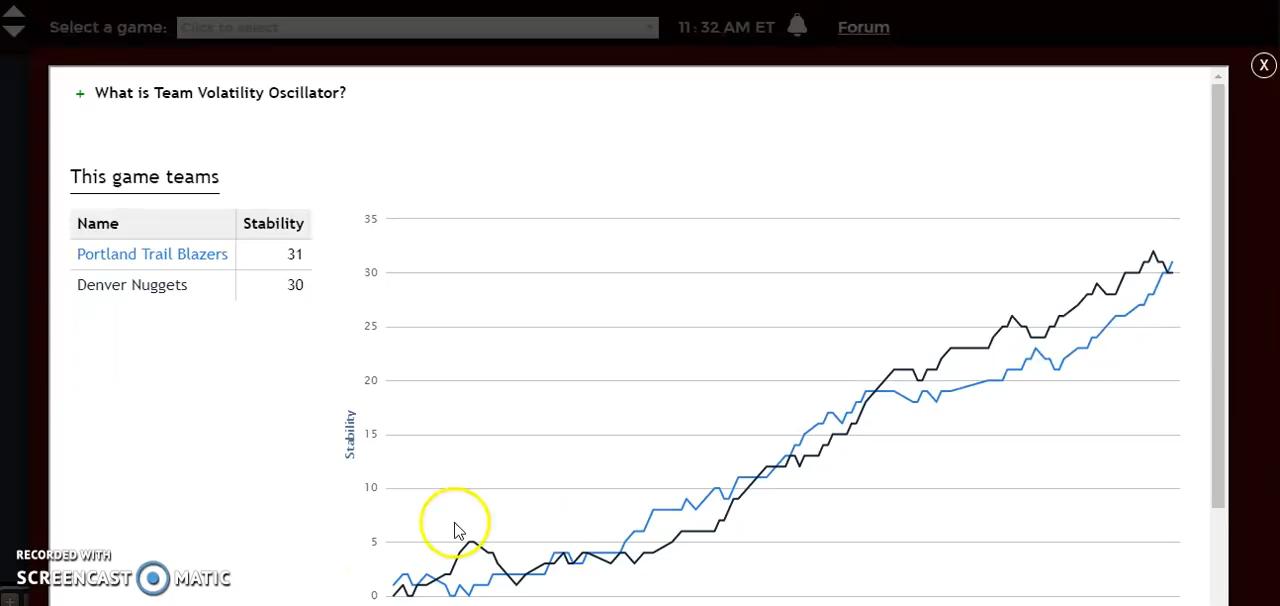 Select a game: Click to select 11:32 AM ET Forum
X
+ What is Team Volatility Oscillator?
This game teams
Name Stability
Portland Trail Blazers 31
Denver Nuggets 30
35
30
25
20
15
10
5
0
Stability
RECORDED WITH
SCREENCAST MATIC